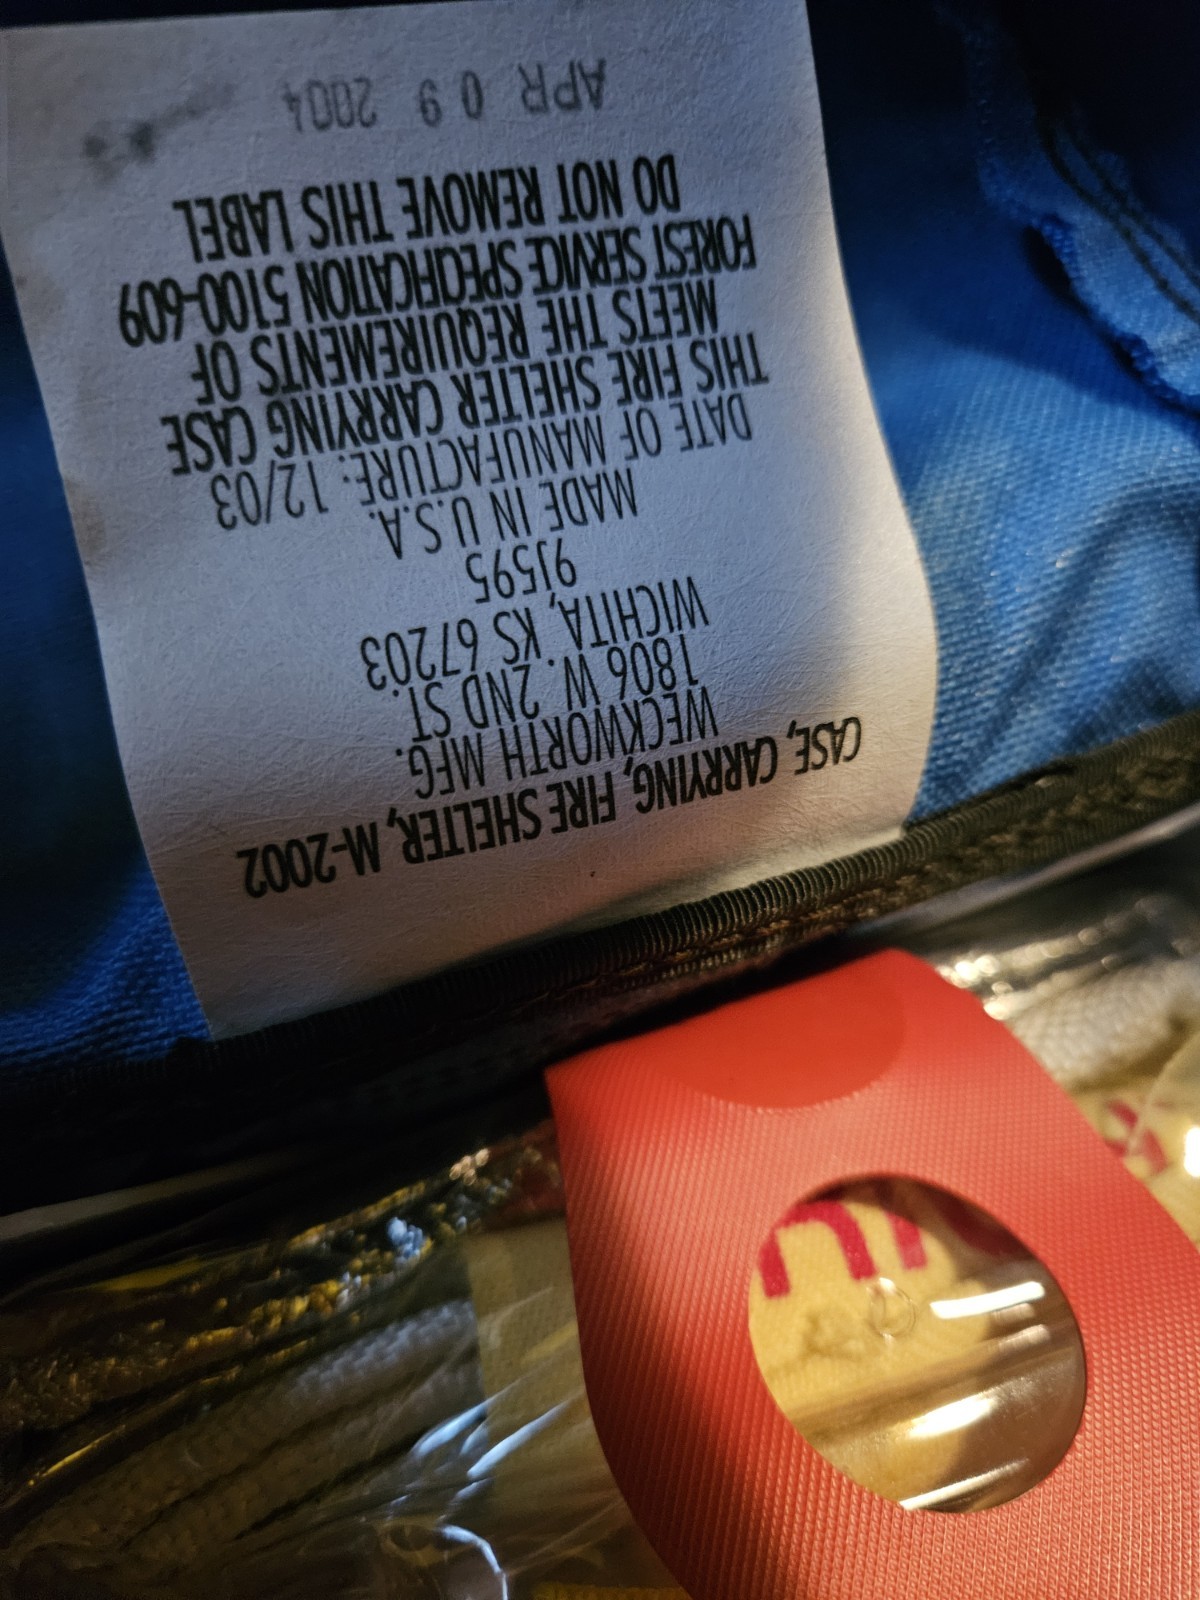 CASE, CARRYING, FIRE SHELTER, M-2002
WECKWORTH MFG.
1806 W. 2ND ST.
WICHITA, KS 67203
9J595
MADE IN U.S.A.
DATE OF MANUFACTURE: 12/03
THIS FIRE SHELTER CARRYING CASE
MEETS THE REQUIREMENTS OF
FOREST SERVICE SPECIFICATION 5100-609
DO NOT REMOVE THIS LABEL
APR 09 2004